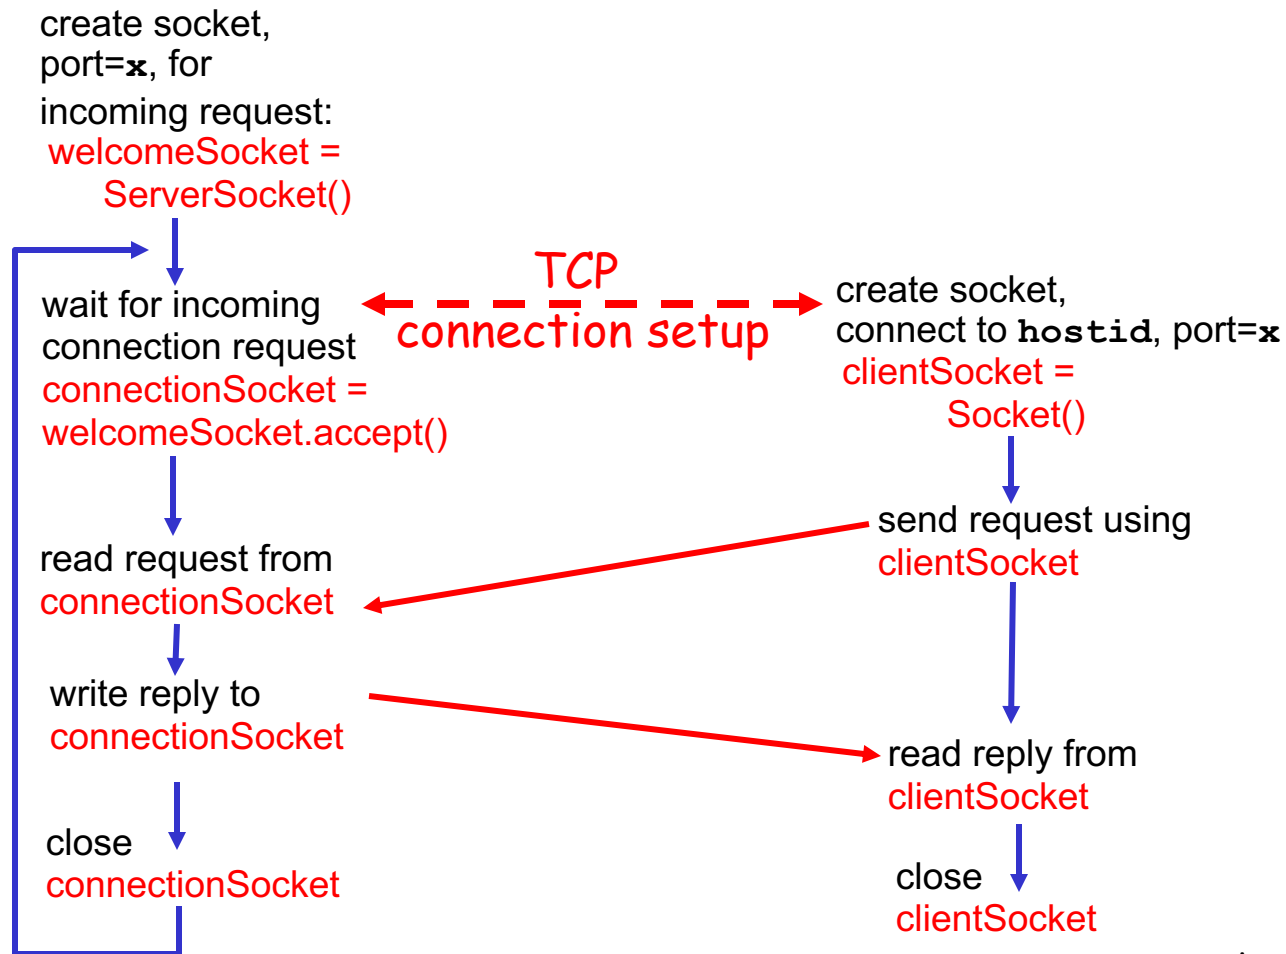 create socket,
port=x, for
incoming request:
welcomeSocket =
ServerSocket()
wait for incoming
connection request
connectionSocket =
welcomeSocket.accept()
TCP
connection setup
create socket,
connect to hostid, port=x
clientSocket =
Socket()
send request using
clientSocket
read request from
connectionSocket
write reply to
connectionSocket
read reply from
clientSocket
close
connectionSocket
close
clientSocket